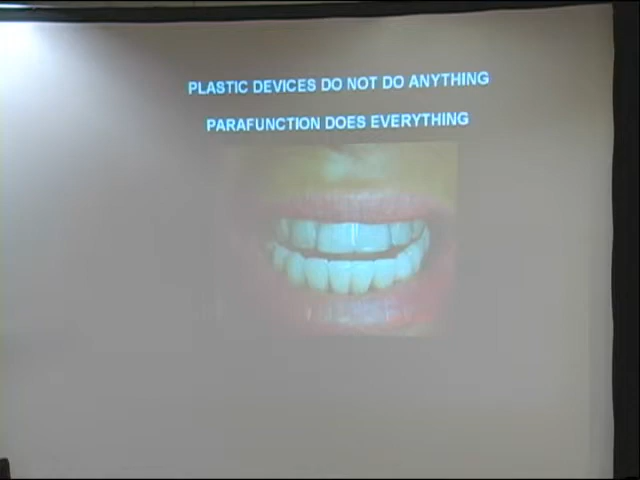 PLASTIC DEVICES DO NOT DO ANYTHING
PARAFUNCTION DOES EVERYTHING